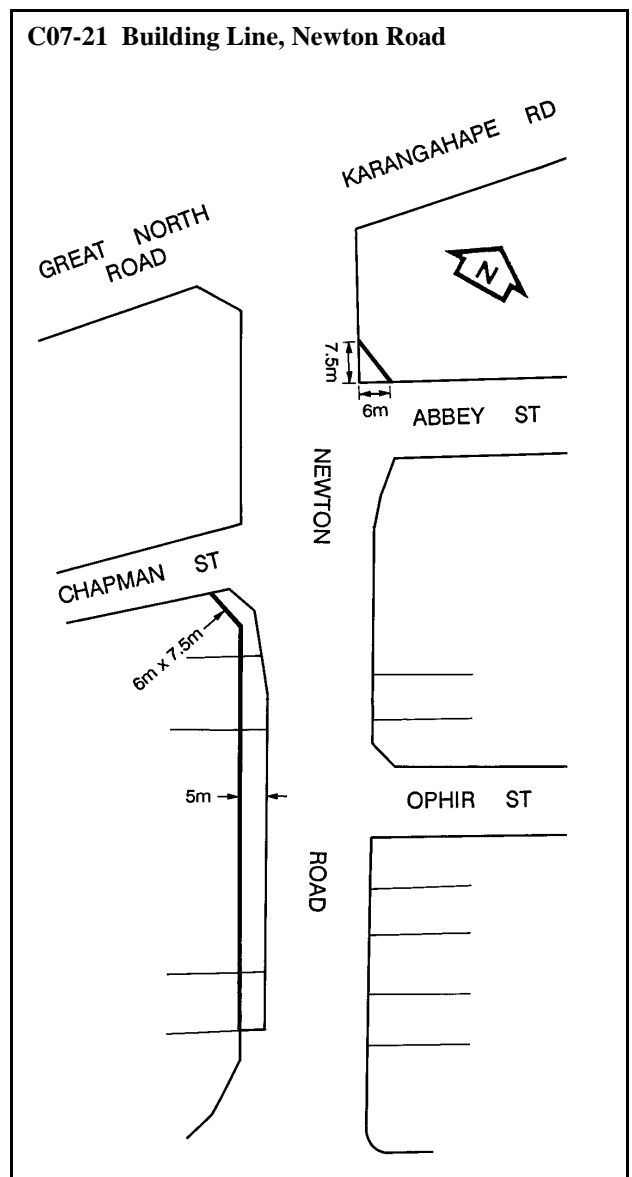 C07-21 Building Line, Newton Road
KARANGAHAPE RD
GREAT NORTH
ROAD
N
7.5m
6m
ABBEY ST
NEWTON
CHAPMAN ST
6m x 7.5m
5m
OPHIR ST
ROAD